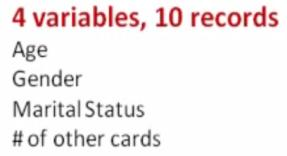 4 variables, 10 records
Age
Gender
Marital Status
# of other cards